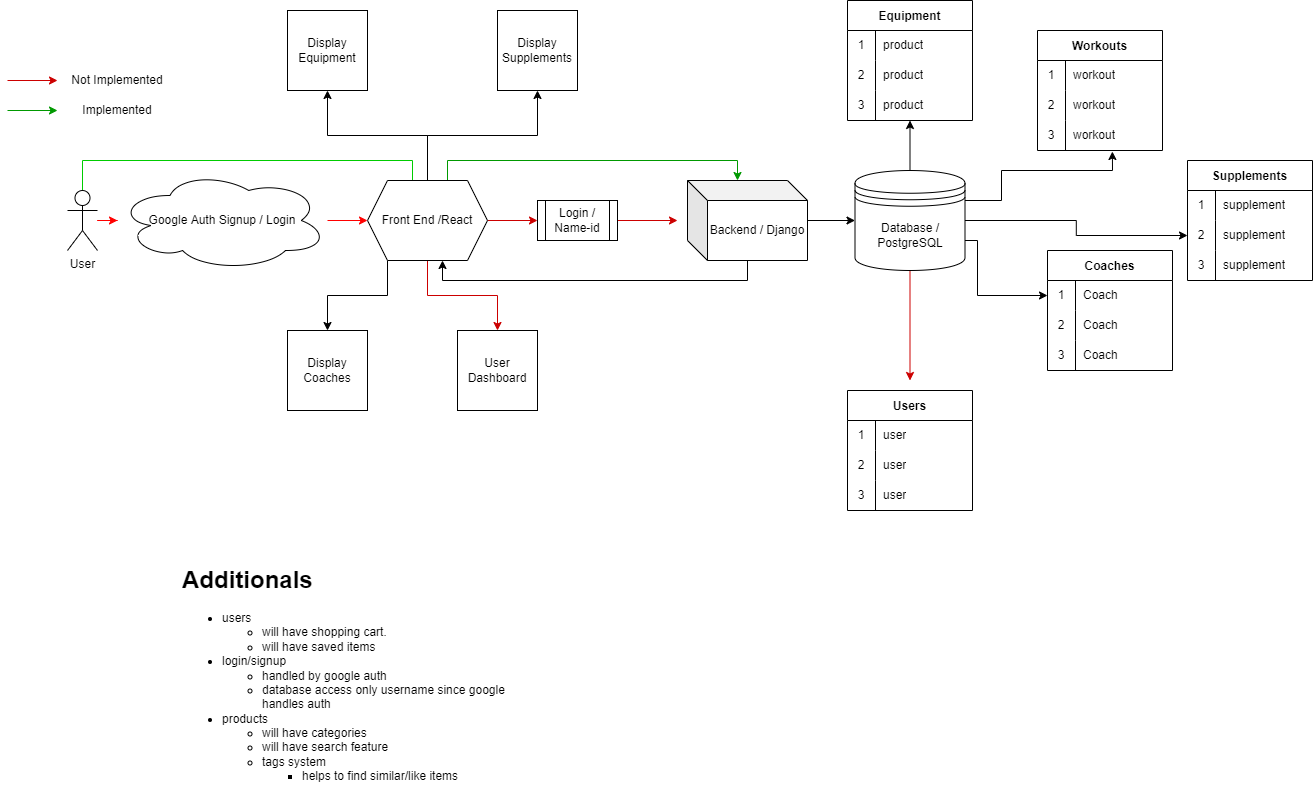 Not Implemented
Implemented
Display
Equipment
Display
Supplements
Equipment
1 product
2 product
3 product
Workouts
1 workout
2 workout
3 workout
User
Google Auth Signup / Login
Front End /React
Login /
Name-id
Backend / Django
Database /
PostgreSQL
Supplements
1 supplement
2 supplement
3 supplement
Coaches
1 Coach
2 Coach
3 Coach
Display
Coaches
User
Dashboard
Users
1 user
2 user
3 user
Additionals
users
will have shopping cart.
will have saved items
login/signup
handled by google auth
database access only username since google
handles auth
products
will have categories
will have search feature
tags system
helps to find similar/like items